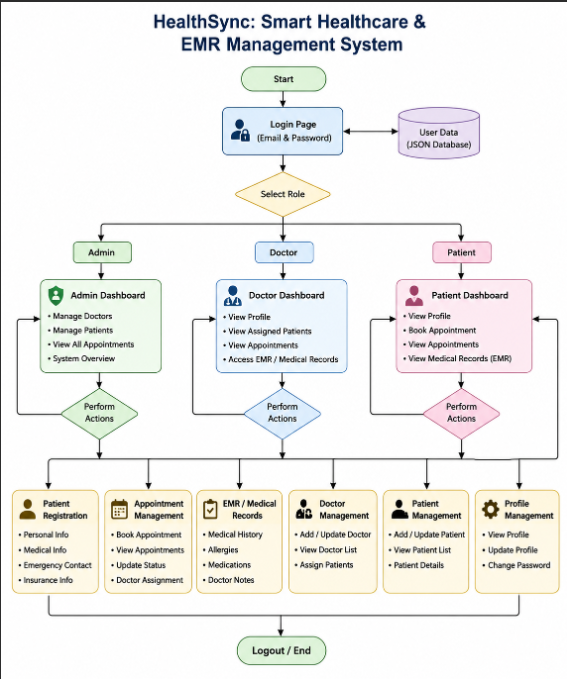 HealthSync: Smart Healthcare &
EMR Management System
Start
Login Page
(Email & Password)
User Data
(JSON Database)
Select Role
Admin
Doctor
Patient
Admin Dashboard
• Manage Doctors
• Manage Patients
• View All Appointments
• System Overview
Doctor Dashboard
• View Profile
• View Assigned Patients
• View Appointments
• Access EMR / Medical Records
Patient Dashboard
• View Profile
• Book Appointment
• View Appointments
• View Medical Records (EMR)
Perform
Actions
Perform
Actions
Perform
Actions
Patient
Registration
• Personal Info
• Medical Info
• Emergency Contact
• Insurance Info
Appointment
Management
• Book Appointment
• View Appointments
• Update Status
• Doctor Assignment
EMR / Medical
Records
• Medical History
• Allergies
• Medications
• Doctor Notes
Doctor
Management
• Add / Update Doctor
• View Doctor List
• Assign Patients
Patient
Management
• Add / Update Patient
• View Patient List
• Patient Details
Profile
Management
• View Profile
• Update Profile
• Change Password
Logout / End